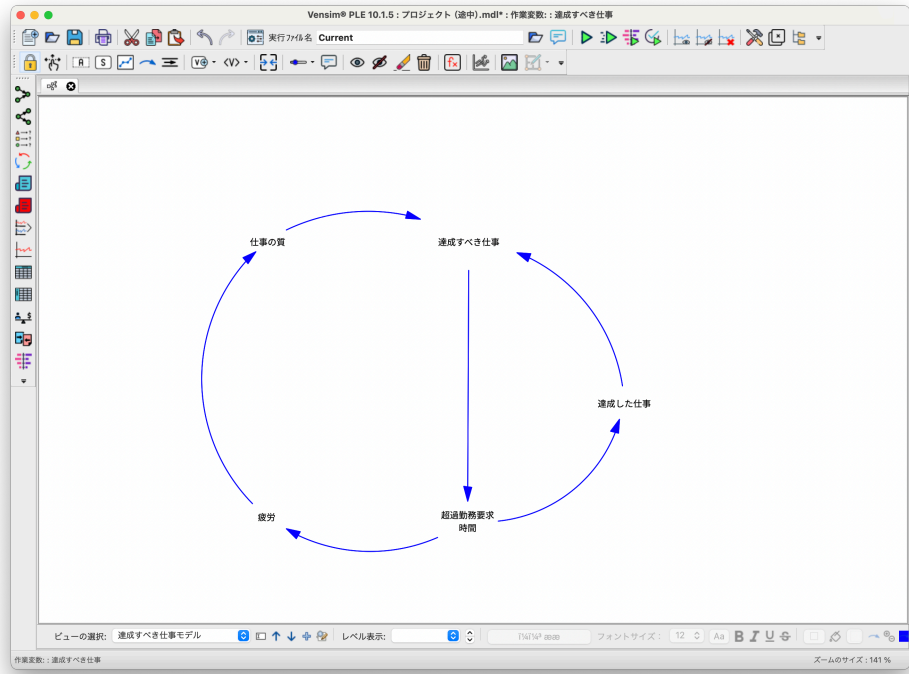 Vensim® PLE 10.1.5 : プロジェクト (途中).mdl* : 作業変数: : 達成すべき仕事
実行ファイル名 Current
仕事の質
達成すべき仕事
達成した仕事
疲労
超過勤務要求
時間
ビューの選択: 達成すべき仕事モデル レベル表示: フォントサイズ: 12 Aa B I U S
作業変数: : 達成すべき仕事 ズームのサイズ : 141 %